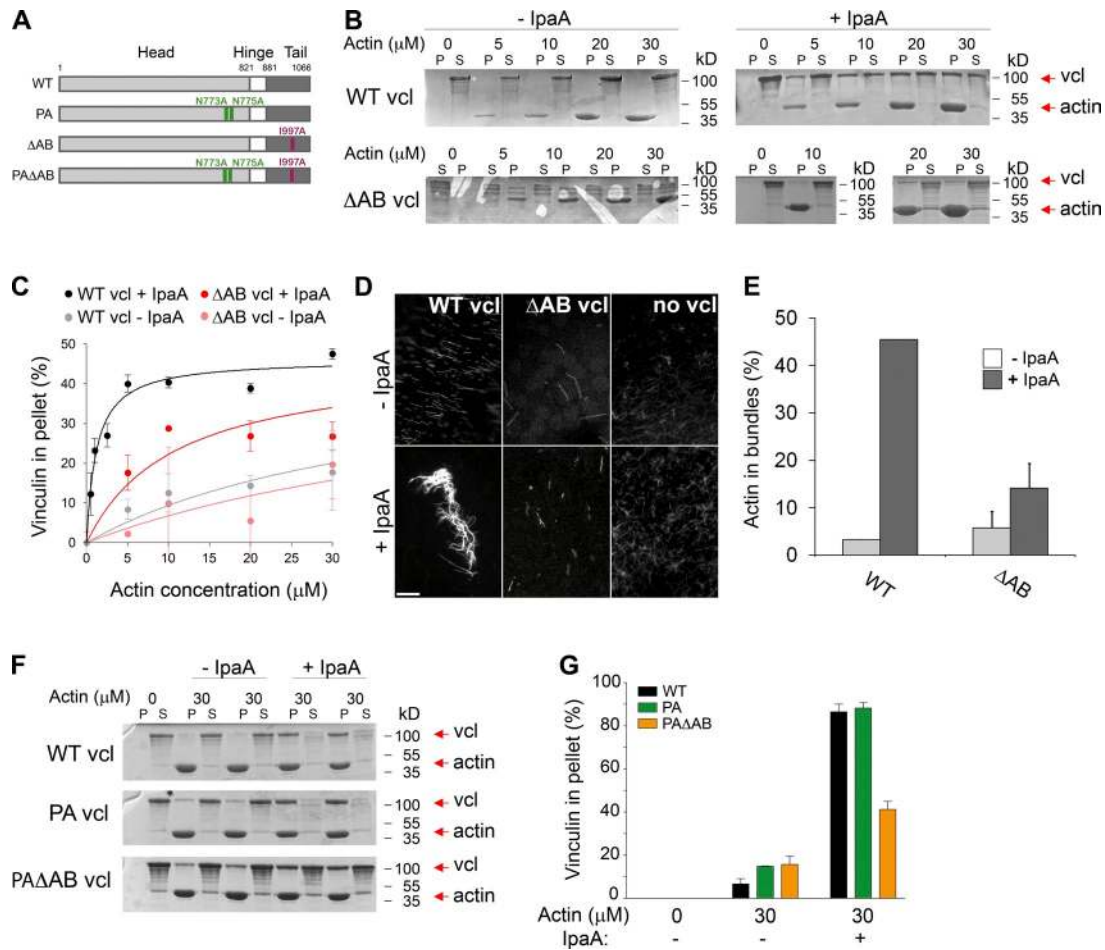 A
Head Hinge Tail
1 821 881 1066
WT
N773A N775A
PA
I997A
ΔAB
N773A N775A I997A
PAΔAB
B
- IpaA + IpaA
Actin (μM) 0 5 10 20 30 kD 0 5 10 20 30 kD
P S P S P S P S P S P S P S P S P S P S
WT vcl
100 100 vcl
55 55
35 35 actin
Actin (μM) 0 5 10 20 30 kD 0 10 20 30 kD
S P S P S P S P S P P S P S P S P S
ΔAB vcl
100 100 100 vcl
55 55 55
35 35 35 actin
C
WT vcl + IpaA ΔAB vcl + IpaA
WT vcl - IpaA ΔAB vcl - IpaA
Vinculin in pellet (%)
50
40
30
20
10
0
0 5 10 15 20 25 30
Actin concentration (μM)
D
WT vcl ΔAB vcl no vcl
- IpaA
+ IpaA
E
Actin in bundles (%)
50
40
30
20
10
0
- IpaA
+ IpaA
WT ΔAB
F
- IpaA + IpaA
Actin (μM) 0 30 30 30 30
P S P S P S P S P S kD
WT vcl
100 vcl
55
35 actin
PA vcl
100 vcl
55
35 actin
PAΔAB vcl
100 vcl
55
35 actin
G
Vinculin in pellet (%)
100
80
60
40
20
0
WT
PA
PAΔAB
Actin (μM) 0 30 30
IpaA: - - +